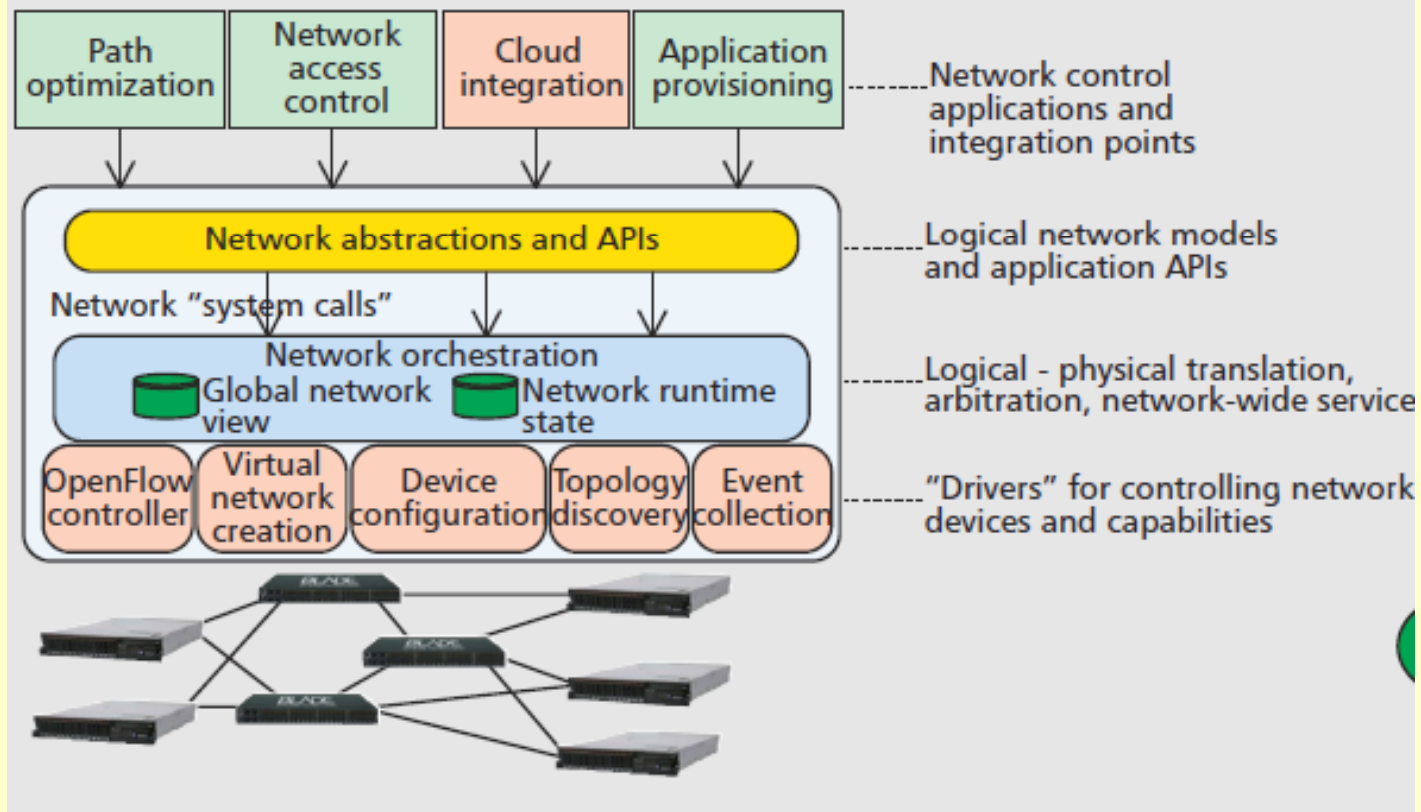 Path
optimization
Network
access
control
Cloud
integration
Application
provisioning
Network control
applications and
integration points
Network abstractions and APIs
Logical network models
and application APIs
Network "system calls"
Network orchestration
Global network
view
Network runtime
state
Logical - physical translation,
arbitration, network-wide service
OpenFlow
controller
Virtual
network
creation
Device
configuration
Topology
discovery
Event
collection
"Drivers" for controlling network
devices and capabilities
BLADE
BLADE
BLADE